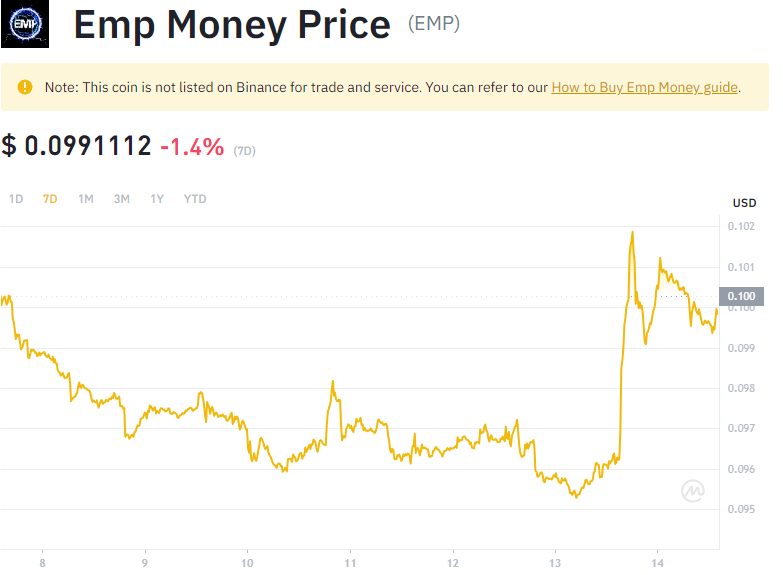 EMP
Emp Money Price (EMP)
Note: This coin is not listed on Binance for trade and service. You can refer to our How to Buy Emp Money guide.
$ 0.0991112 -1.4% (7D)
1D 7D 1M 3M 1Y YTD
USD
0.102
0.101
0.100
0.100
0.099
0.098
0.097
0.096
0.095
8 9 10 11 12 13 14